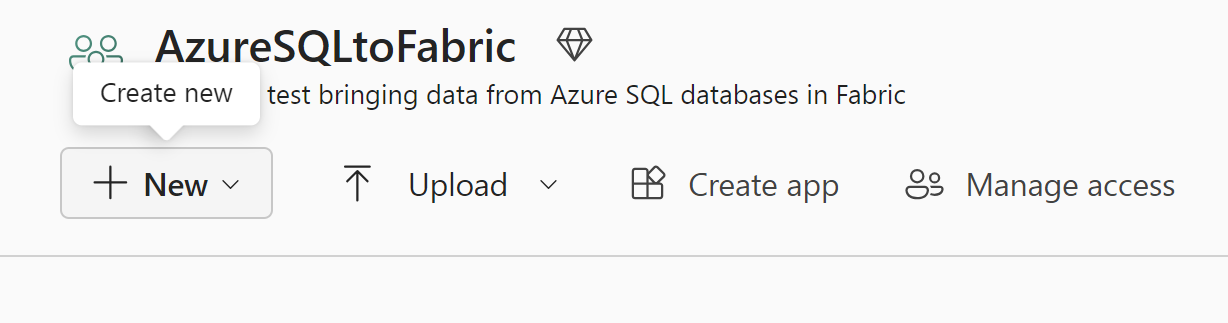 AzureSQLtoFabric
Create new
test bringing data from Azure SQL databases in Fabric
New
Upload
Create app
Manage access